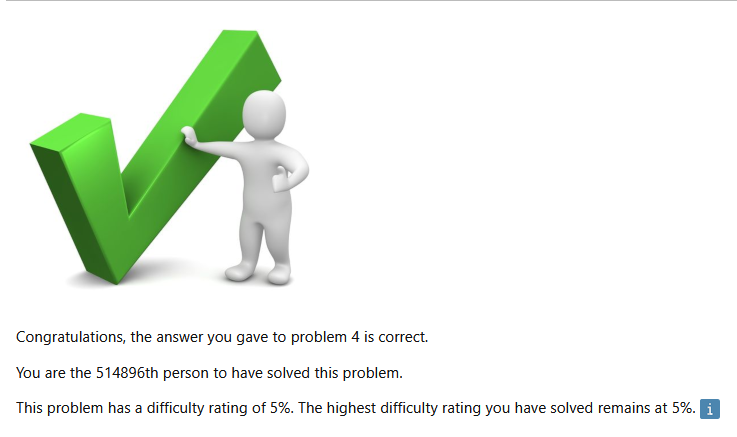 Congratulations, the answer you gave to problem 4 is correct.
You are the 514896th person to have solved this problem.
This problem has a difficulty rating of 5%. The highest difficulty rating you have solved remains at 5%. i